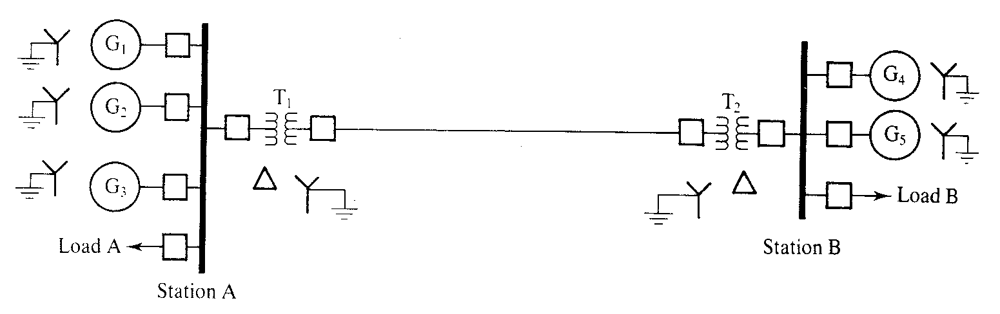 G₁
G₂
G₃
Load A
Station A
T₁
T₂
G₄
G₅
Load B
Station B